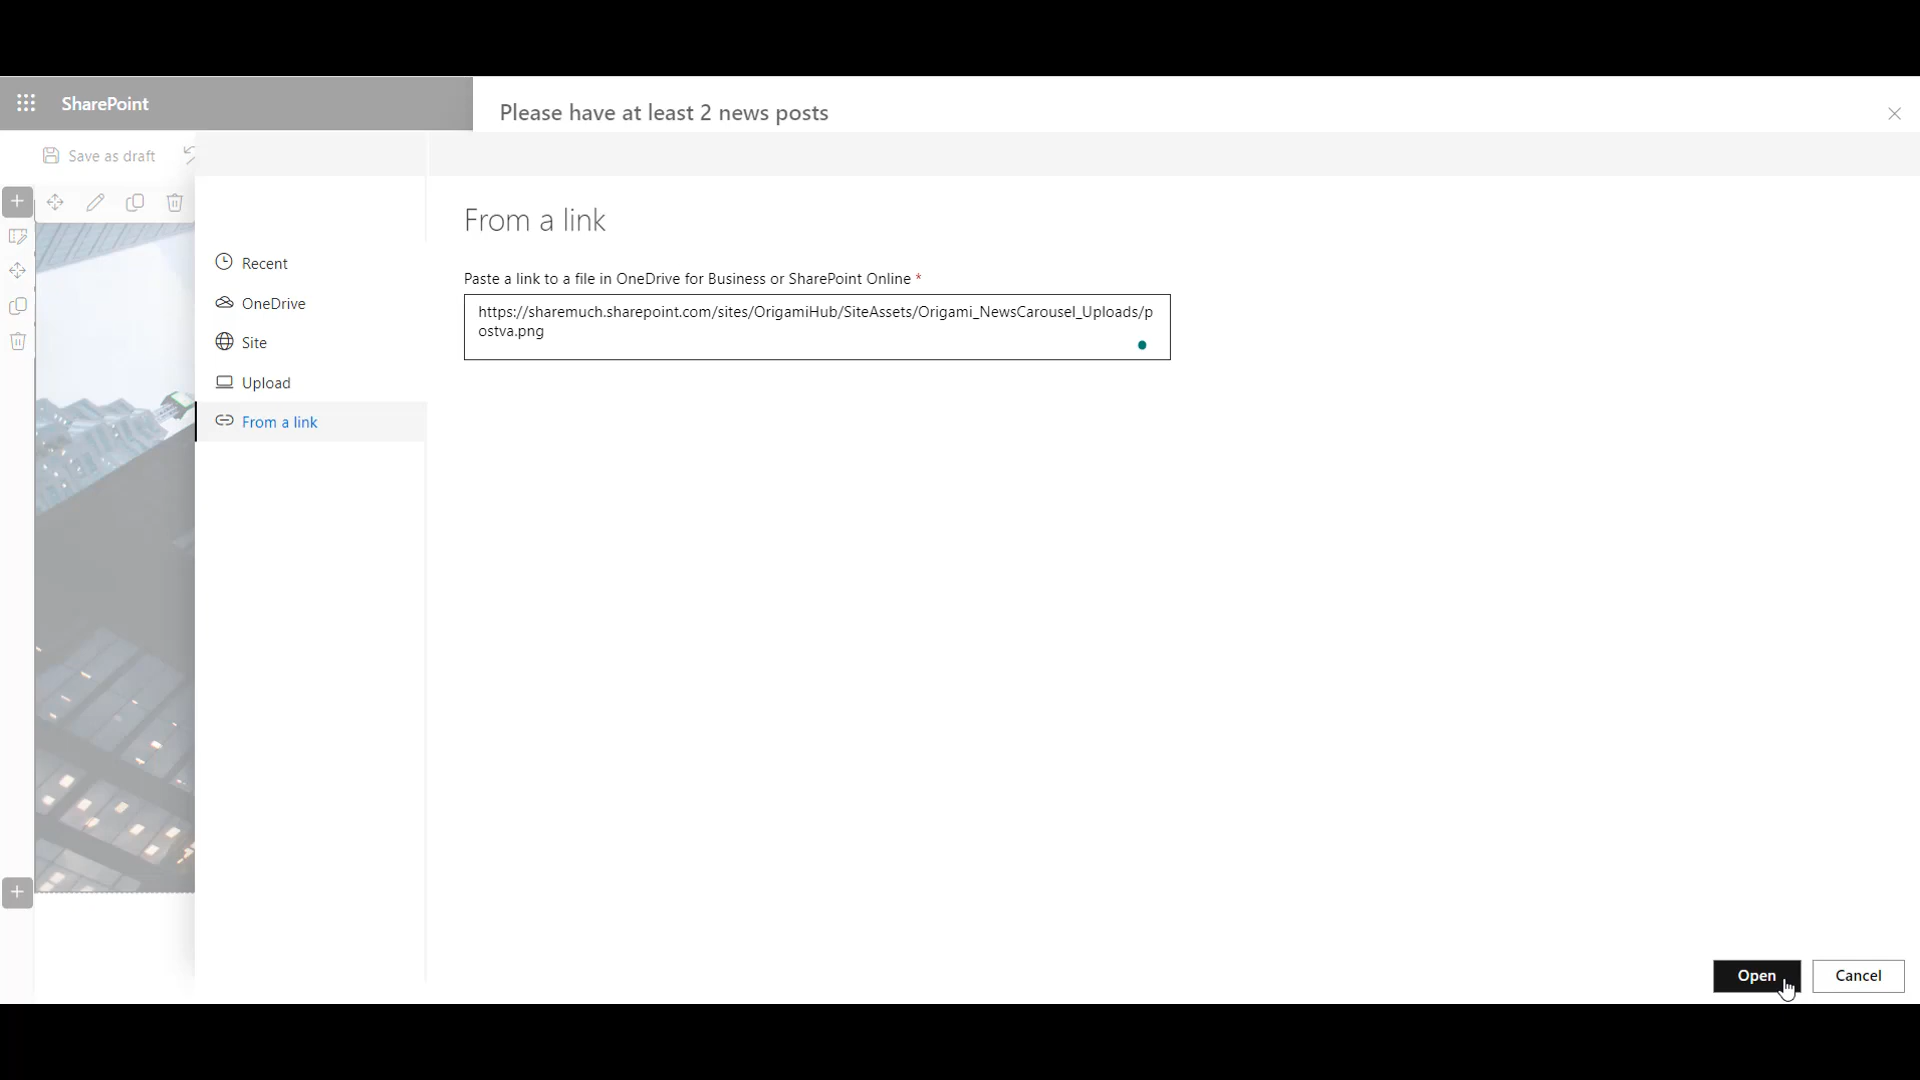 SharePoint
Please have at least 2 news posts
Save as draft
From a link
Recent
Paste a link to a file in OneDrive for Business or SharePoint Online *
OneDrive
https://sharemuch.sharepoint.com/sites/OrigamiHub/SiteAssets/Origami_NewsCarousel_Uploads/p
ostva.png
Site
Upload
From a link
Open
Cancel